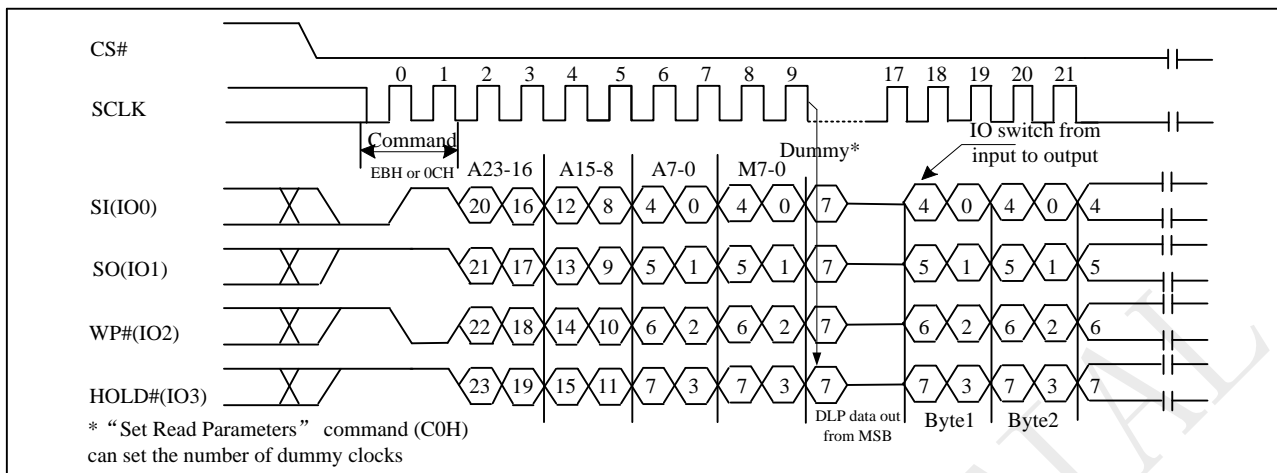 CS#
0 1 2 3 4 5 6 7 8 9 17 18 19 20 21
SCLK
Command
EBH or 0CH
A23-16 A15-8 A7-0 M7-0
Dummy*
IO switch from
input to output
SI(IO0) 20 16 12 8 4 0 4 0 7 4 0 4 0 4
SO(IO1) 21 17 13 9 5 1 5 1 7 5 1 5 1 5
WP#(IO2) 22 18 14 10 6 2 6 2 7 6 2 6 2 6
HOLD#(IO3) 23 19 15 11 7 3 7 3 7 7 3 7 3 7
DLP data out
from MSB
Byte1 Byte2
* “Set Read Parameters” command (C0H)
can set the number of dummy clocks